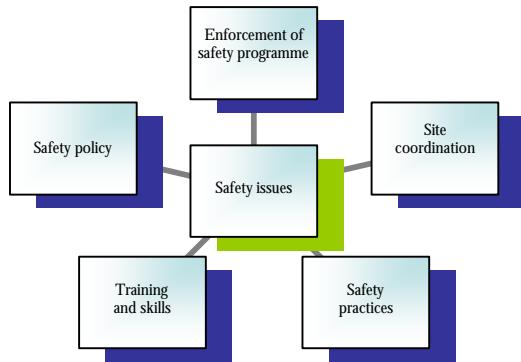 Enforcement of
safety programme
Safety policy
Site
coordination
Safety issues
Training
and skills
Safety
practices